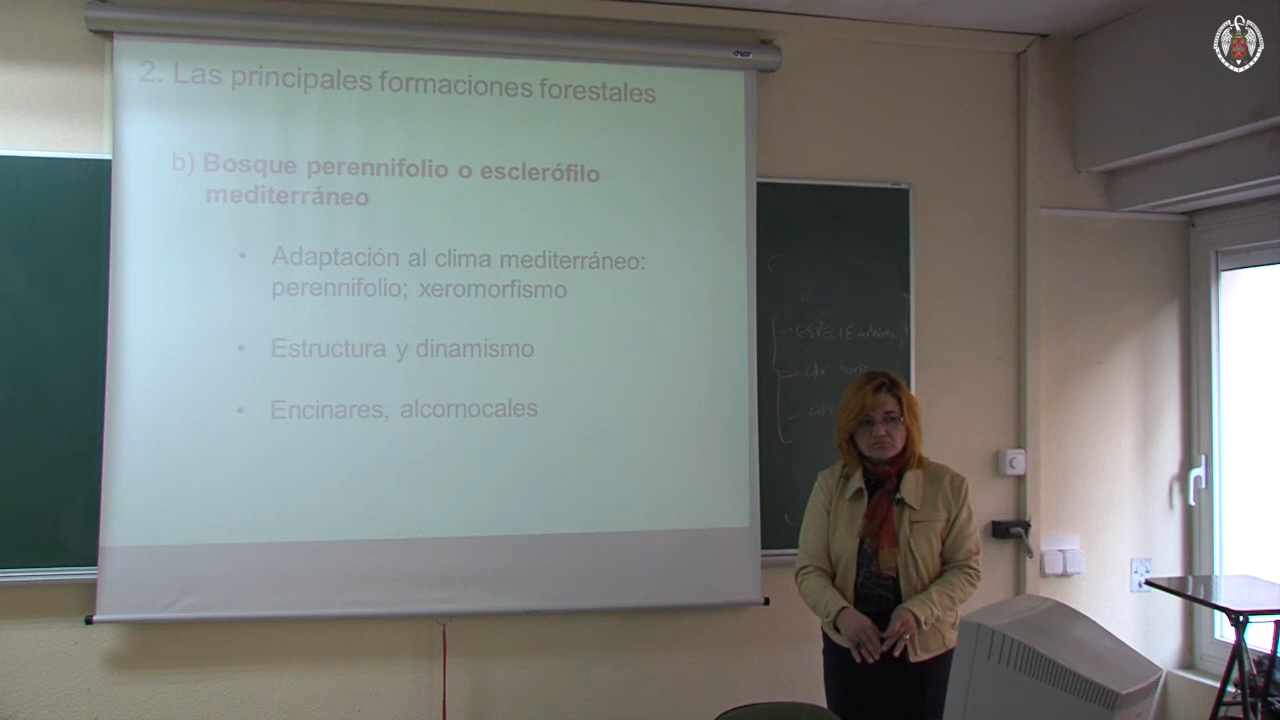 2. Las principales formaciones forestales
b) Bosque perennifolio o esclerófilo
mediterráneo
• Adaptación al clima mediterráneo:
perennifolio; xeromorfismo
• Estructura y dinamismo
• Encinares, alcornocales
ESPECIE